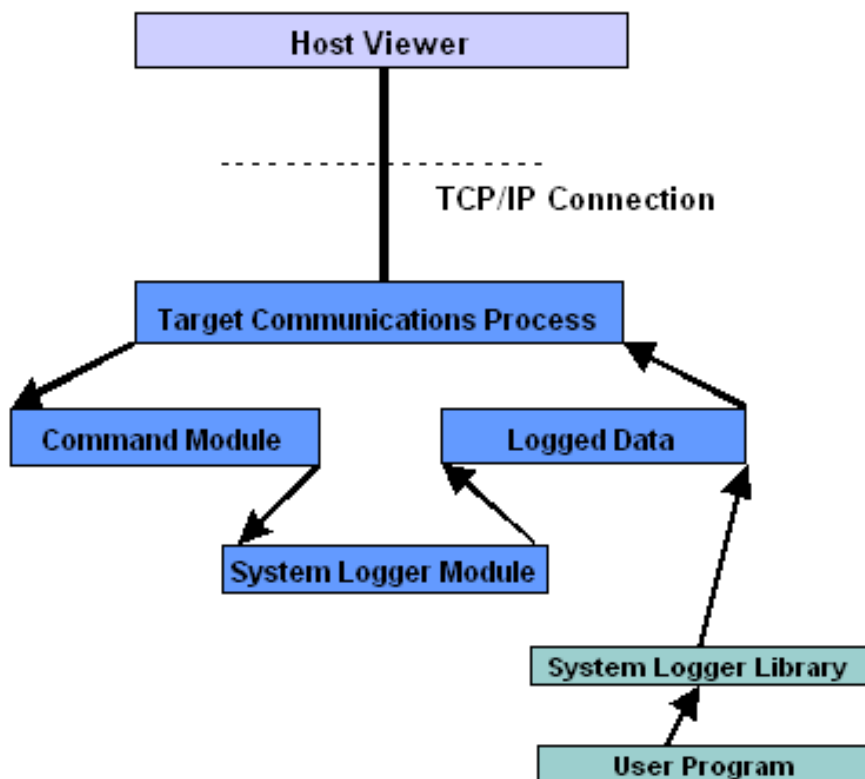 Host Viewer
TCP/IP Connection
Target Communications Process
Command Module
Logged Data
System Logger Module
System Logger Library
User Program